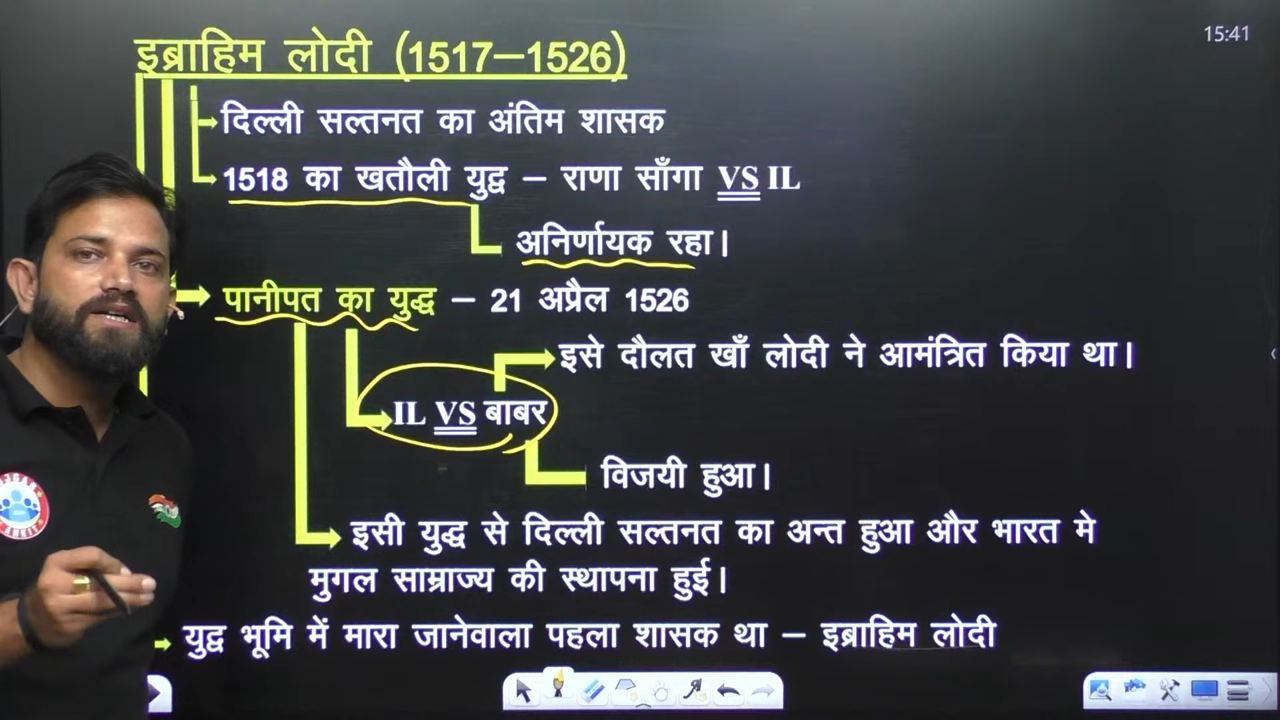 15:41
इब्राहिम लोदी (1517–1526)
दिल्ली सल्तनत का अंतिम शासक
1518 का खतौली युद्व – राणा साँगा VS IL
अनिर्णायक रहा।
पानीपत का युद्ध – 21 अप्रैल 1526
इसे दौलत खाँ लोदी ने आमंत्रित किया था।
IL VS बाबर
विजयी हुआ।
इसी युद्ध से दिल्ली सल्तनत का अन्त हुआ और भारत मे
मुगल साम्राज्य की स्थापना हुई।
युद्व भूमि में मारा जानेवाला पहला शासक था – इब्राहिम लोदी